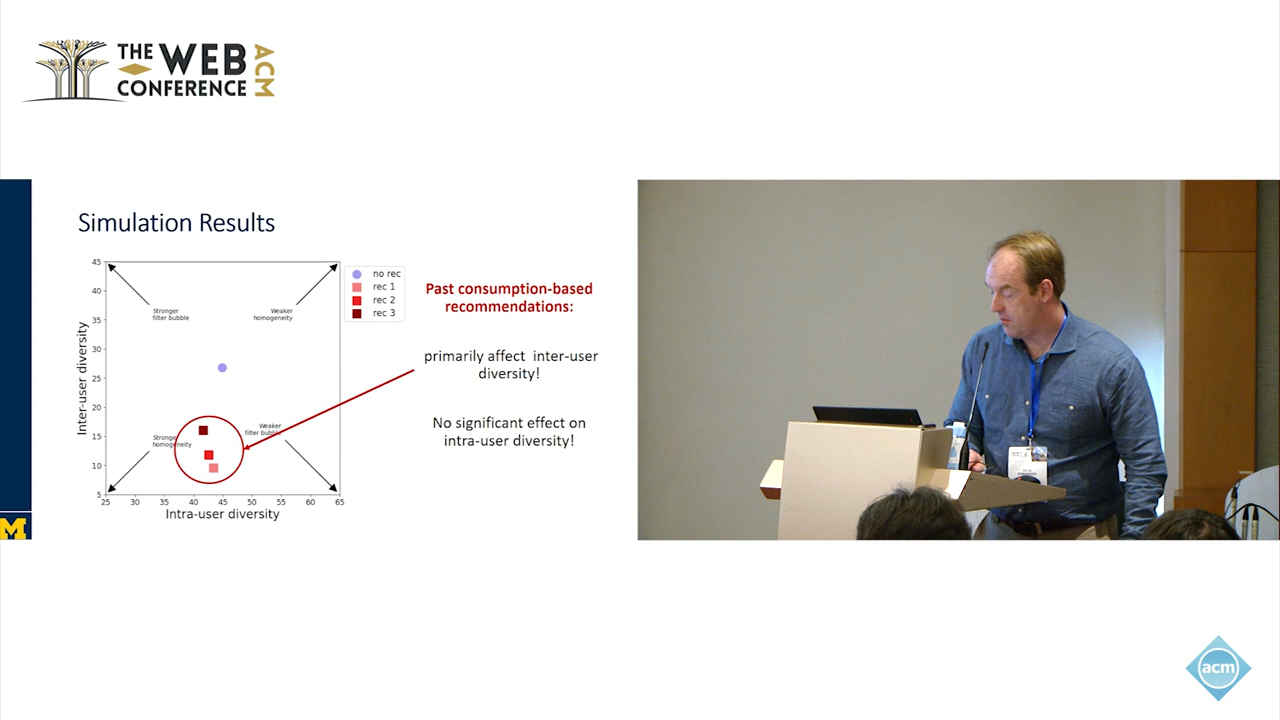 THE WEB
CONFERENCE
ACM
Simulation Results
45
40
35
30
25
20
15
10
5
25
30
35
40
45
50
55
60
65
Inter-user diversity
Intra-user diversity
Stronger
filter bubble
Weaker
homogeneity
Stronger
homogeneity
Weaker
filter bubble
no rec
rec 1
rec 2
rec 3
Past consumption-based
recommendations:
primarily affect inter-user
diversity!
No significant effect on
intra-user diversity!
M
acm